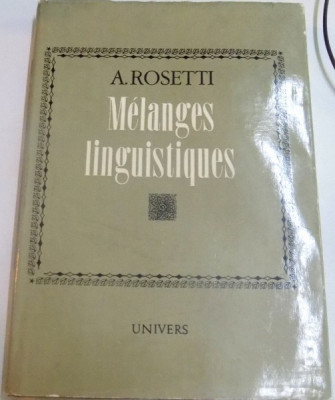 A. ROSETTI
Mélanges
linguistiques
UNIVERS